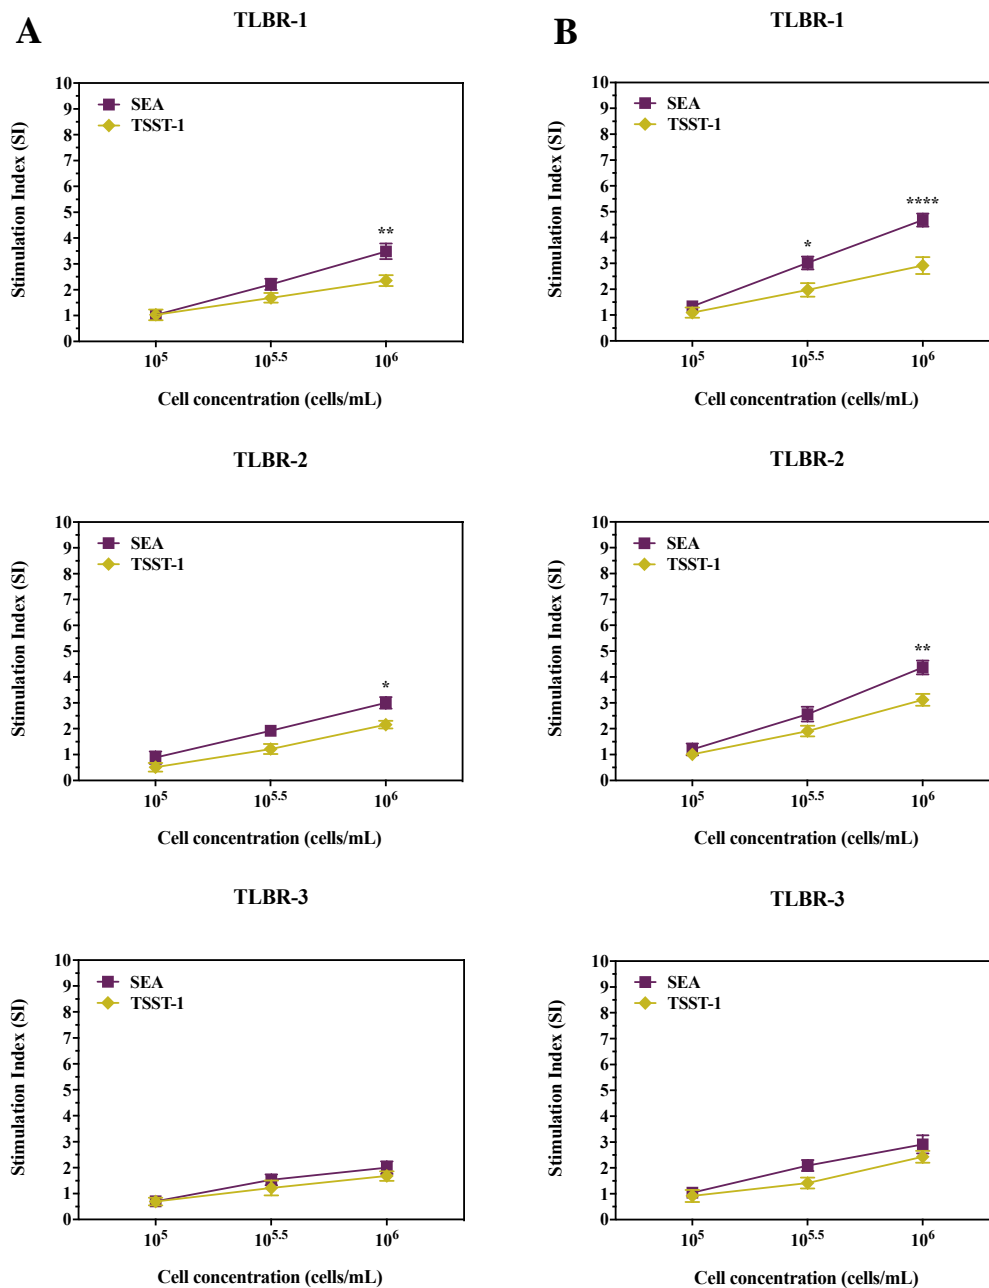 A
TLBR-1
Stimulation Index (SI)
10
9
8
7
6
5
4
3
2
1
0
SEA
TSST-1
**
10⁵
10⁵·⁵
10⁶
Cell concentration (cells/mL)
B
TLBR-1
Stimulation Index (SI)
10
9
8
7
6
5
4
3
2
1
0
SEA
TSST-1
*
****
10⁵
10⁵·⁵
10⁶
Cell concentration (cells/mL)
TLBR-2
Stimulation Index (SI)
10
9
8
7
6
5
4
3
2
1
0
SEA
TSST-1
*
10⁵
10⁵·⁵
10⁶
Cell concentration (cells/mL)
TLBR-2
Stimulation Index (SI)
10
9
8
7
6
5
4
3
2
1
0
SEA
TSST-1
**
10⁵
10⁵·⁵
10⁶
Cell concentration (cells/mL)
TLBR-3
Stimulation Index (SI)
10
9
8
7
6
5
4
3
2
1
0
SEA
TSST-1
10⁵
10⁵·⁵
10⁶
Cell concentration (cells/mL)
TLBR-3
Stimulation Index (SI)
10
9
8
7
6
5
4
3
2
1
0
SEA
TSST-1
10⁵
10⁵·⁵
10⁶
Cell concentration (cells/mL)